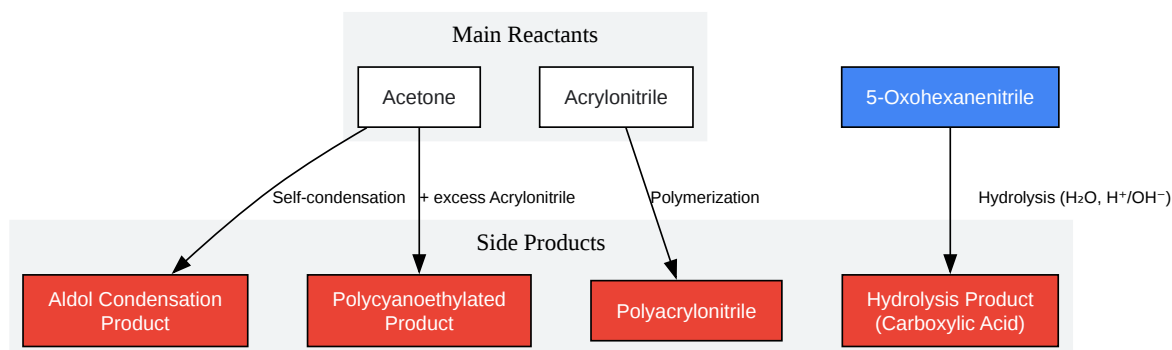 Main Reactants
Acetone
Acrylonitrile
5-Oxohexanenitrile
Self-condensation
+ excess Acrylonitrile
Polymerization
Hydrolysis (H₂O, H⁺/OH⁻)
Side Products
Aldol Condensation
Product
Polycyanoethylated
Product
Polyacrylonitrile
Hydrolysis Product
(Carboxylic Acid)